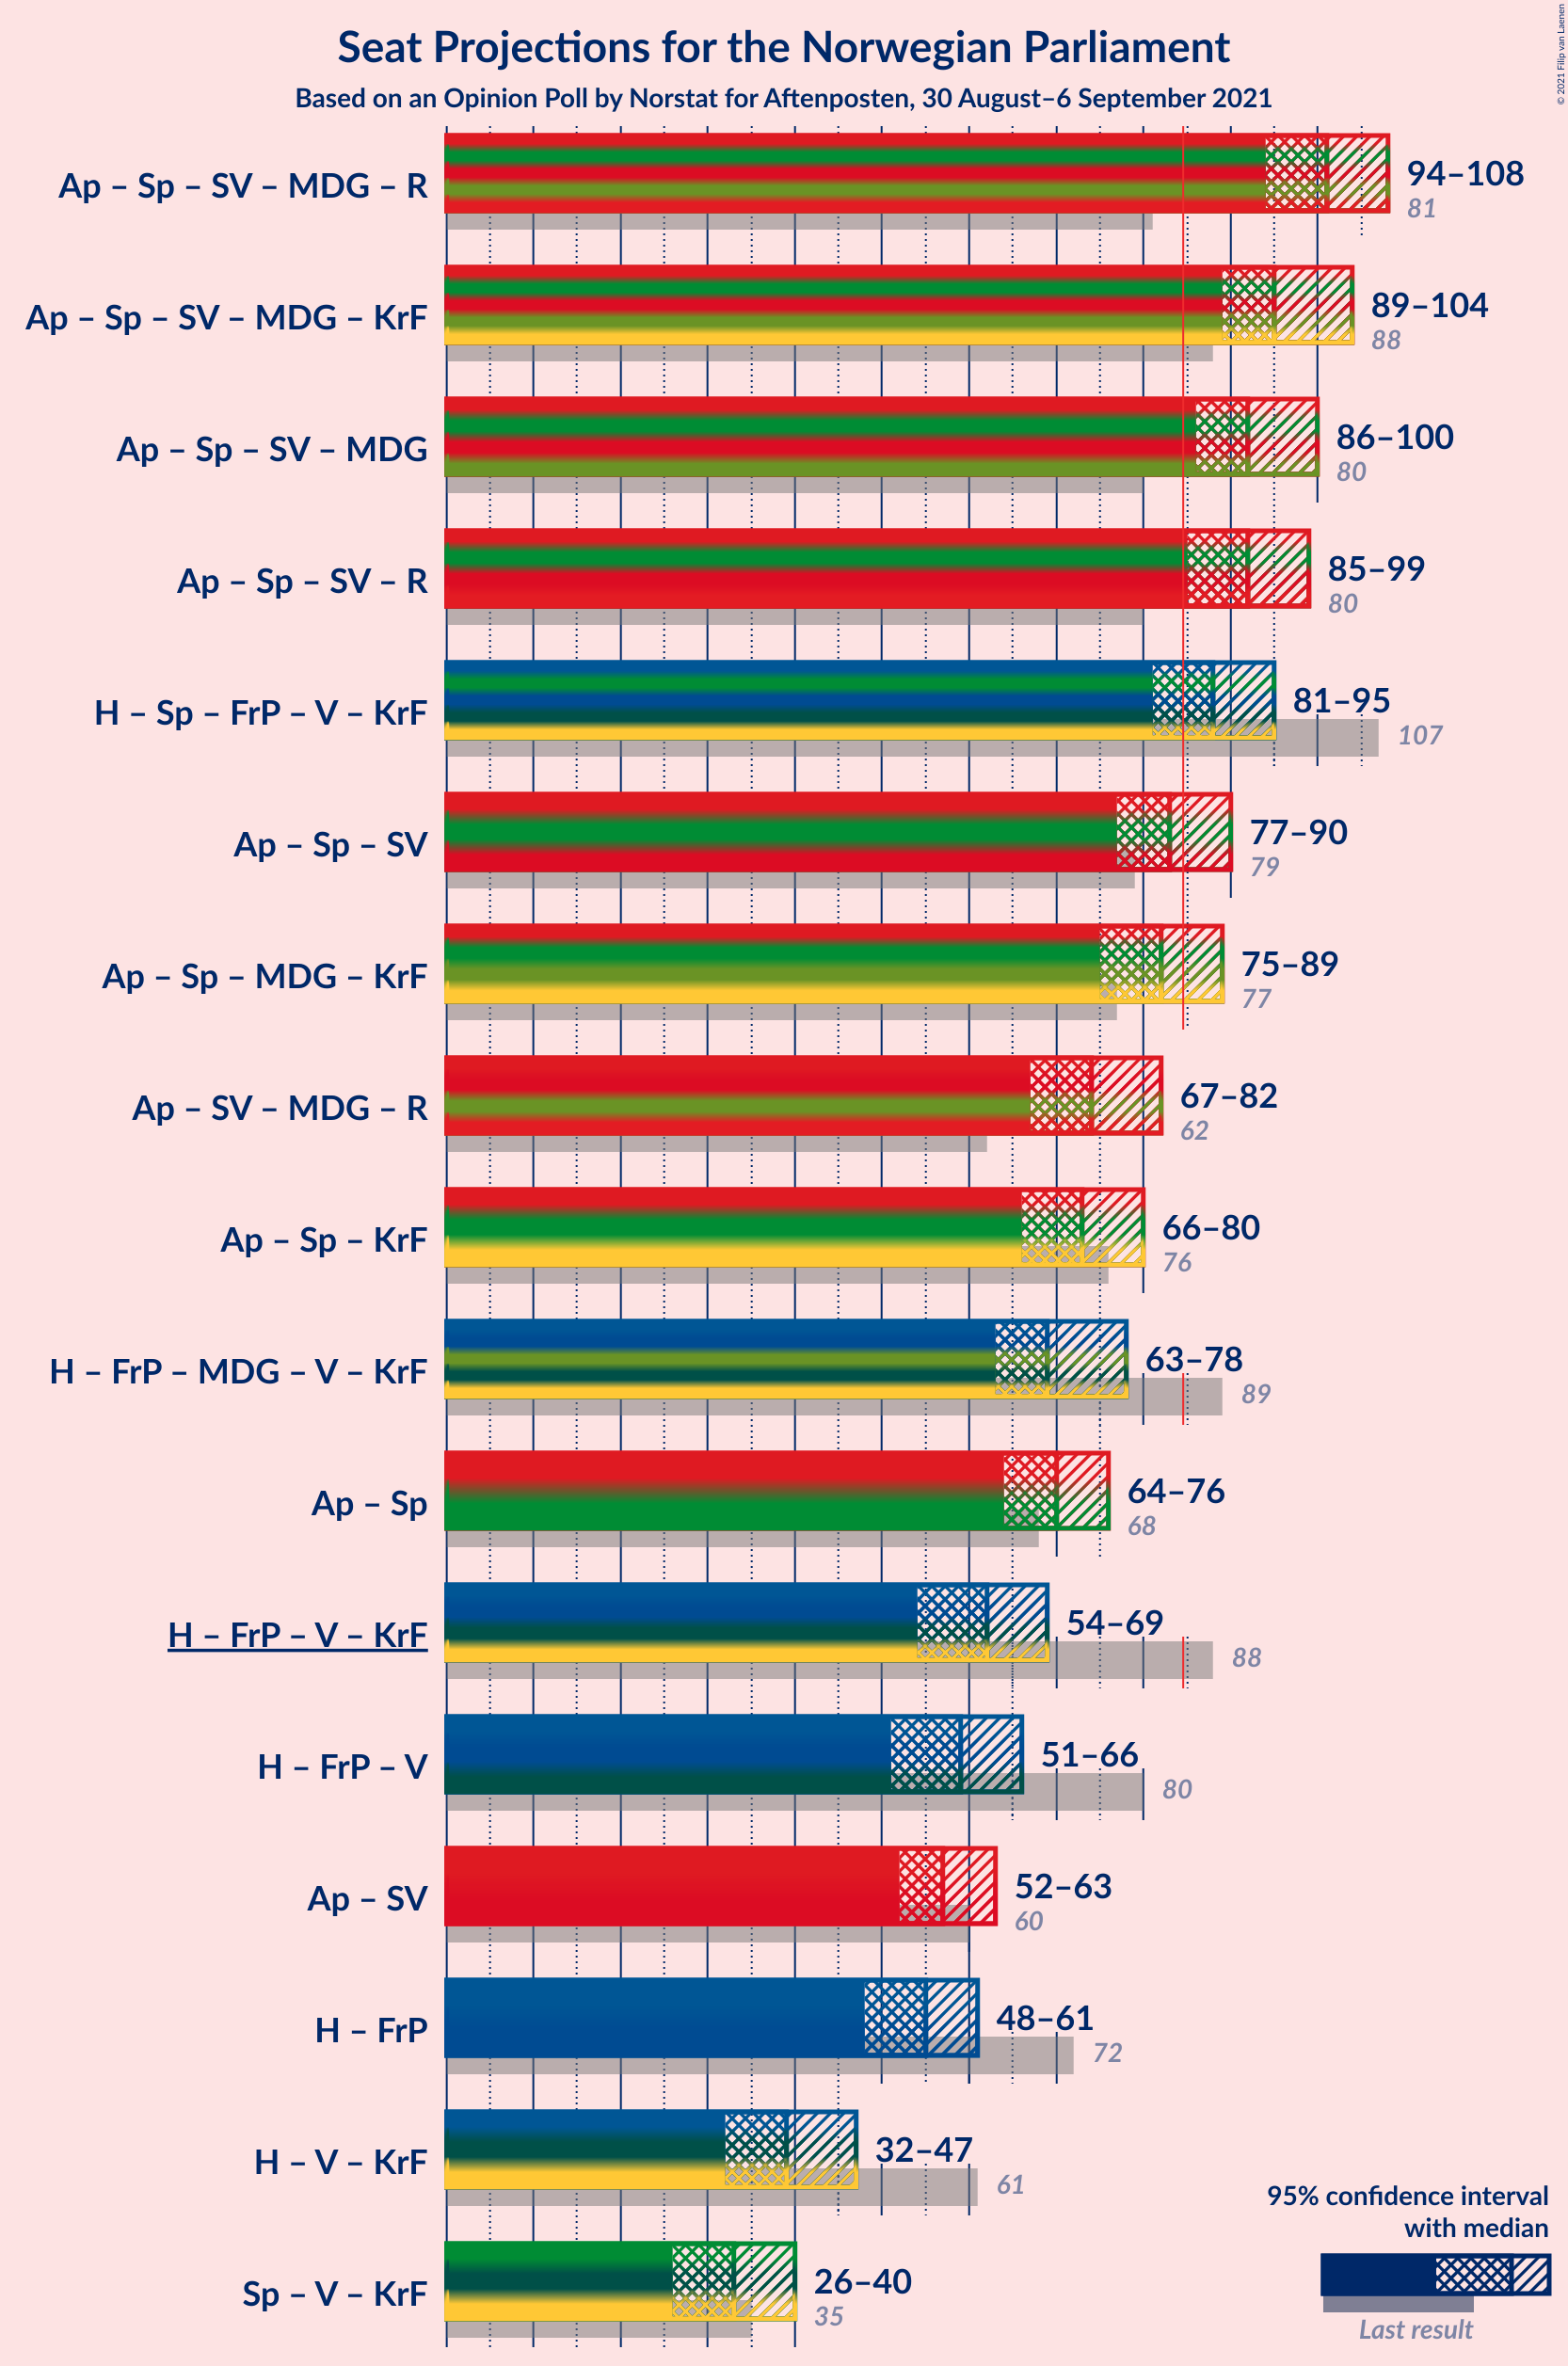 Seat Projections for the Norwegian Parliament
Based on an Opinion Poll by Norstat for Aftenposten, 30 August–6 September 2021
© 2021 Filip van Laenen
Ap – Sp – SV – MDG – R
94–108
81
Ap – Sp – SV – MDG – KrF
89–104
88
Ap – Sp – SV – MDG
86–100
80
Ap – Sp – SV – R
85–99
80
H – Sp – FrP – V – KrF
81–95
107
Ap – Sp – SV
77–90
79
Ap – Sp – MDG – KrF
75–89
77
Ap – SV – MDG – R
67–82
62
Ap – Sp – KrF
66–80
76
H – FrP – MDG – V – KrF
63–78
89
Ap – Sp
64–76
68
H – FrP – V – KrF
54–69
88
H – FrP – V
51–66
80
Ap – SV
52–63
60
H – FrP
48–61
72
H – V – KrF
32–47
61
Sp – V – KrF
26–40
35
95% confidence interval
with median
Last result